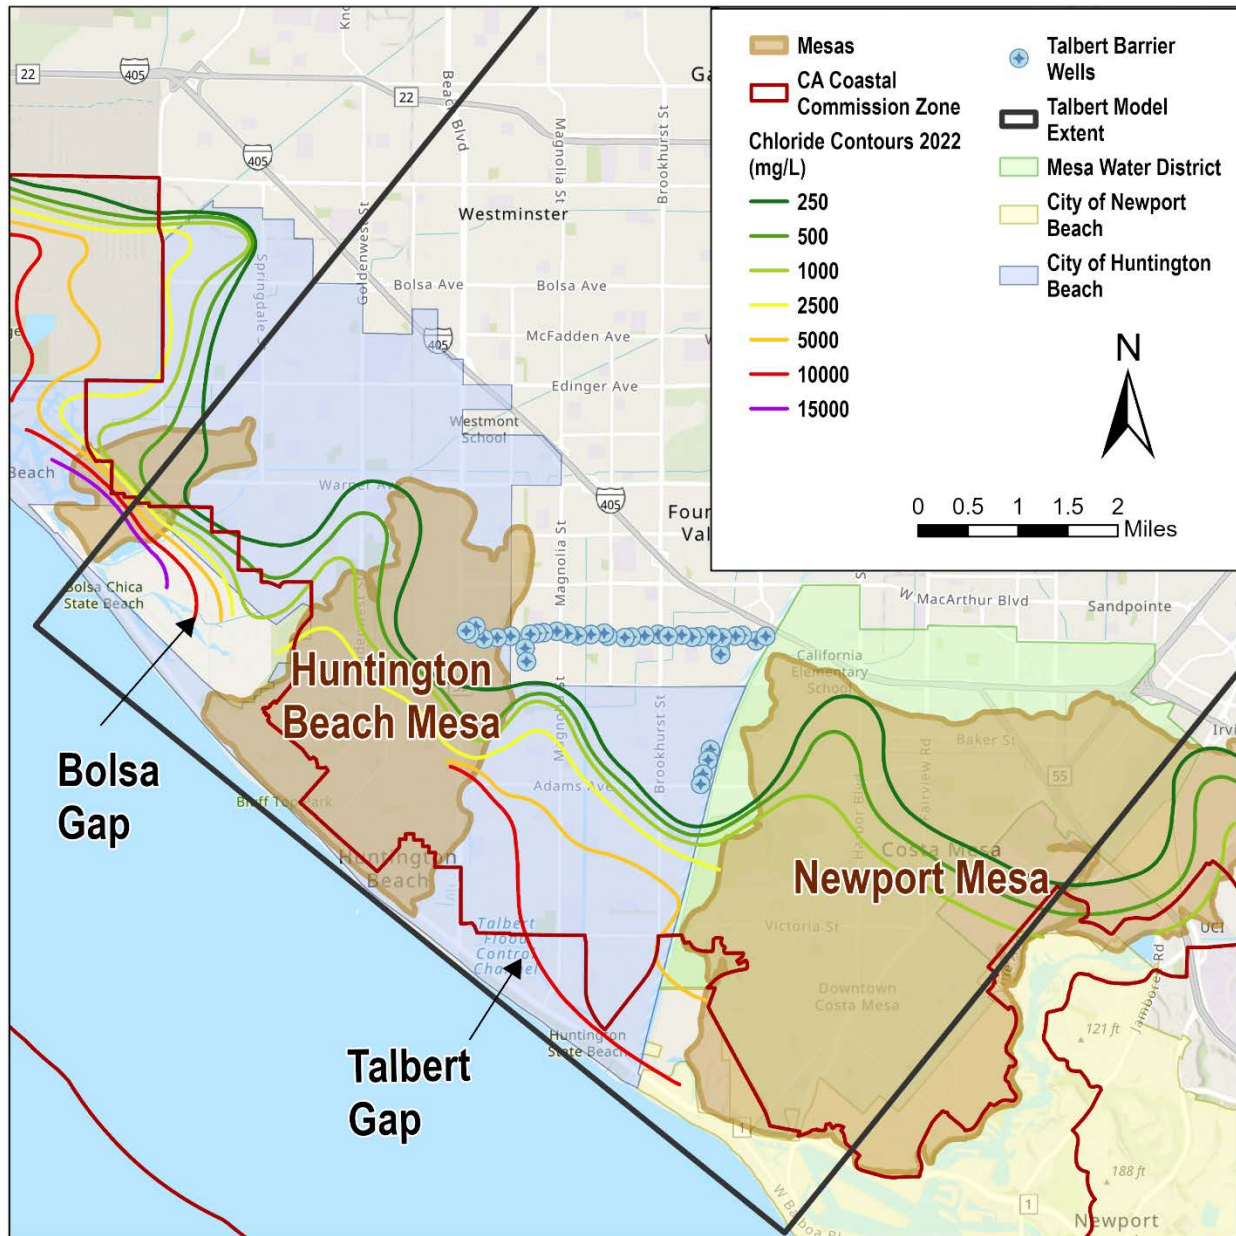 Mesas
CA Coastal
Commission Zone
Chloride Contours 2022
(mg/L)
250
500
1000
2500
5000
10000
15000
Talbert Barrier
Wells
Talbert Model
Extent
Mesa Water District
City of Newport
Beach
City of Huntington
Beach
N
0 0.5 1 1.5 2
Miles
22
405
405
22
Beach Blvd
Magnolia St
Brookhurst St
Westminster
Goldenwest St
Springdale
Bolsa Ave
Bolsa Ave
McFadden Ave
405
Edinger Ave
Westmont
School
Beach
Warner Ave
405
Magnolia St
Bolsa Chica
State Beach
W MacArthur Blvd
Sandpointe
California
Elementary
School
Huntington
Beach Mesa
Magnolia St
Brookhurst St
Baker St
Fairview Rd
Harbor Blvd
55
Bolsa
Gap
Adams Ave
Bluff Top Park
Huntington
Beach
Costa Mesa
Newport Mesa
Talbert
Flood
Control
Channel
Victoria St
UCI
Downtown
Costa Mesa
Jamboree Rd
121 ft
Huntington
State Beach
Talbert
Gap
1
188 ft
1
W Balboa
Newport